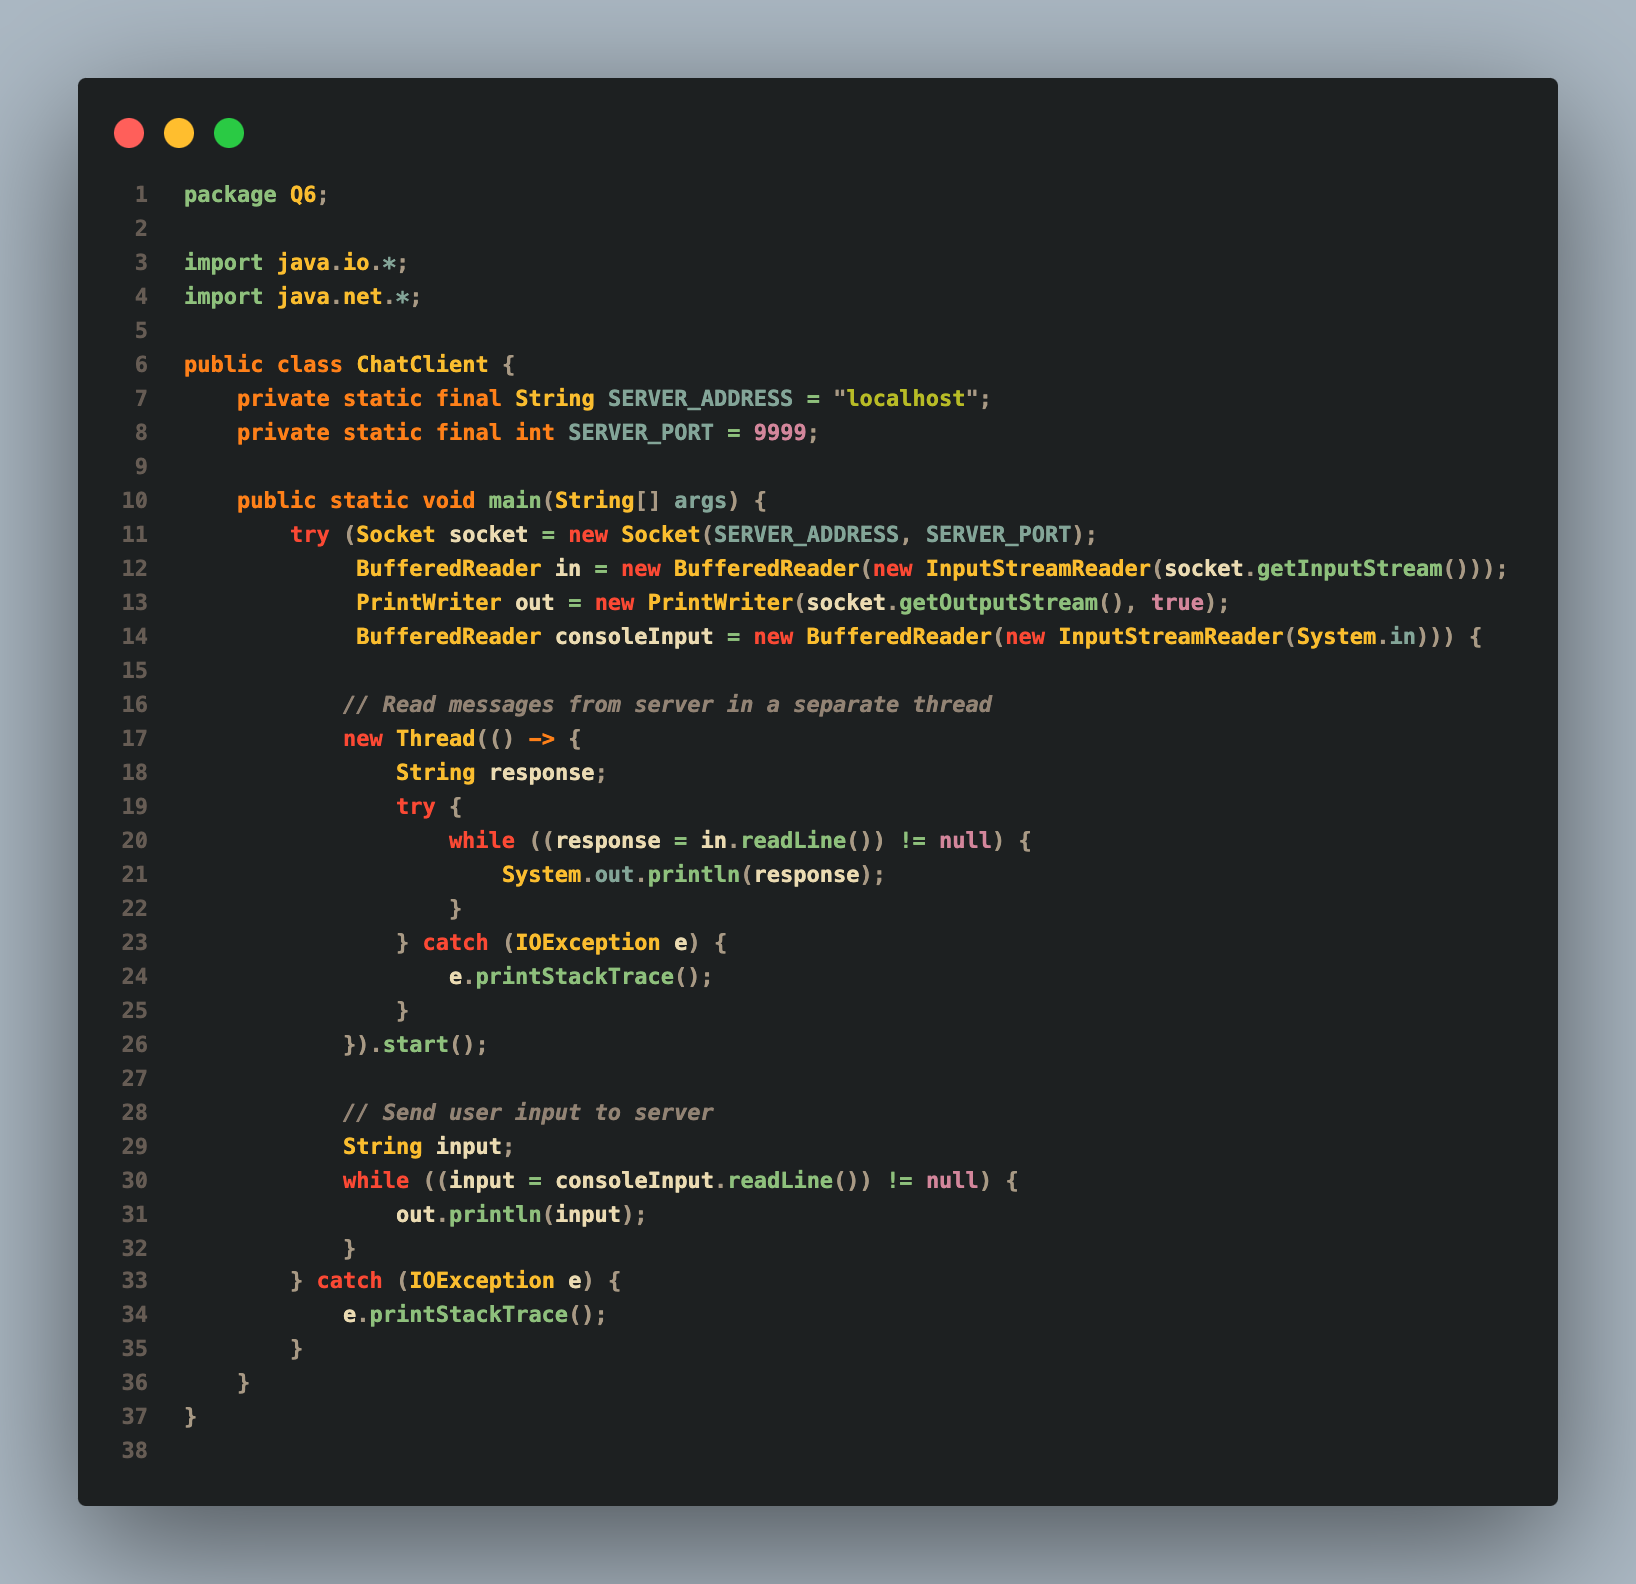 1 package Q6;
2
3 import java.io.*;
4 import java.net.*;
5
6 public class ChatClient {
7     private static final String SERVER_ADDRESS = "localhost";
8     private static final int SERVER_PORT = 9999;
9
10     public static void main(String[] args) {
11         try (Socket socket = new Socket(SERVER_ADDRESS, SERVER_PORT);
12              BufferedReader in = new BufferedReader(new InputStreamReader(socket.getInputStream()));
13              PrintWriter out = new PrintWriter(socket.getOutputStream(), true);
14              BufferedReader consoleInput = new BufferedReader(new InputStreamReader(System.in))) {
15
16             // Read messages from server in a separate thread
17             new Thread(() -> {
18                 String response;
19                 try {
20                     while ((response = in.readLine()) != null) {
21                         System.out.println(response);
22                     }
23                 } catch (IOException e) {
24                     e.printStackTrace();
25                 }
26             }).start();
27
28             // Send user input to server
29             String input;
30             while ((input = consoleInput.readLine()) != null) {
31                 out.println(input);
32             }
33         } catch (IOException e) {
34             e.printStackTrace();
35         }
36     }
37 }
38